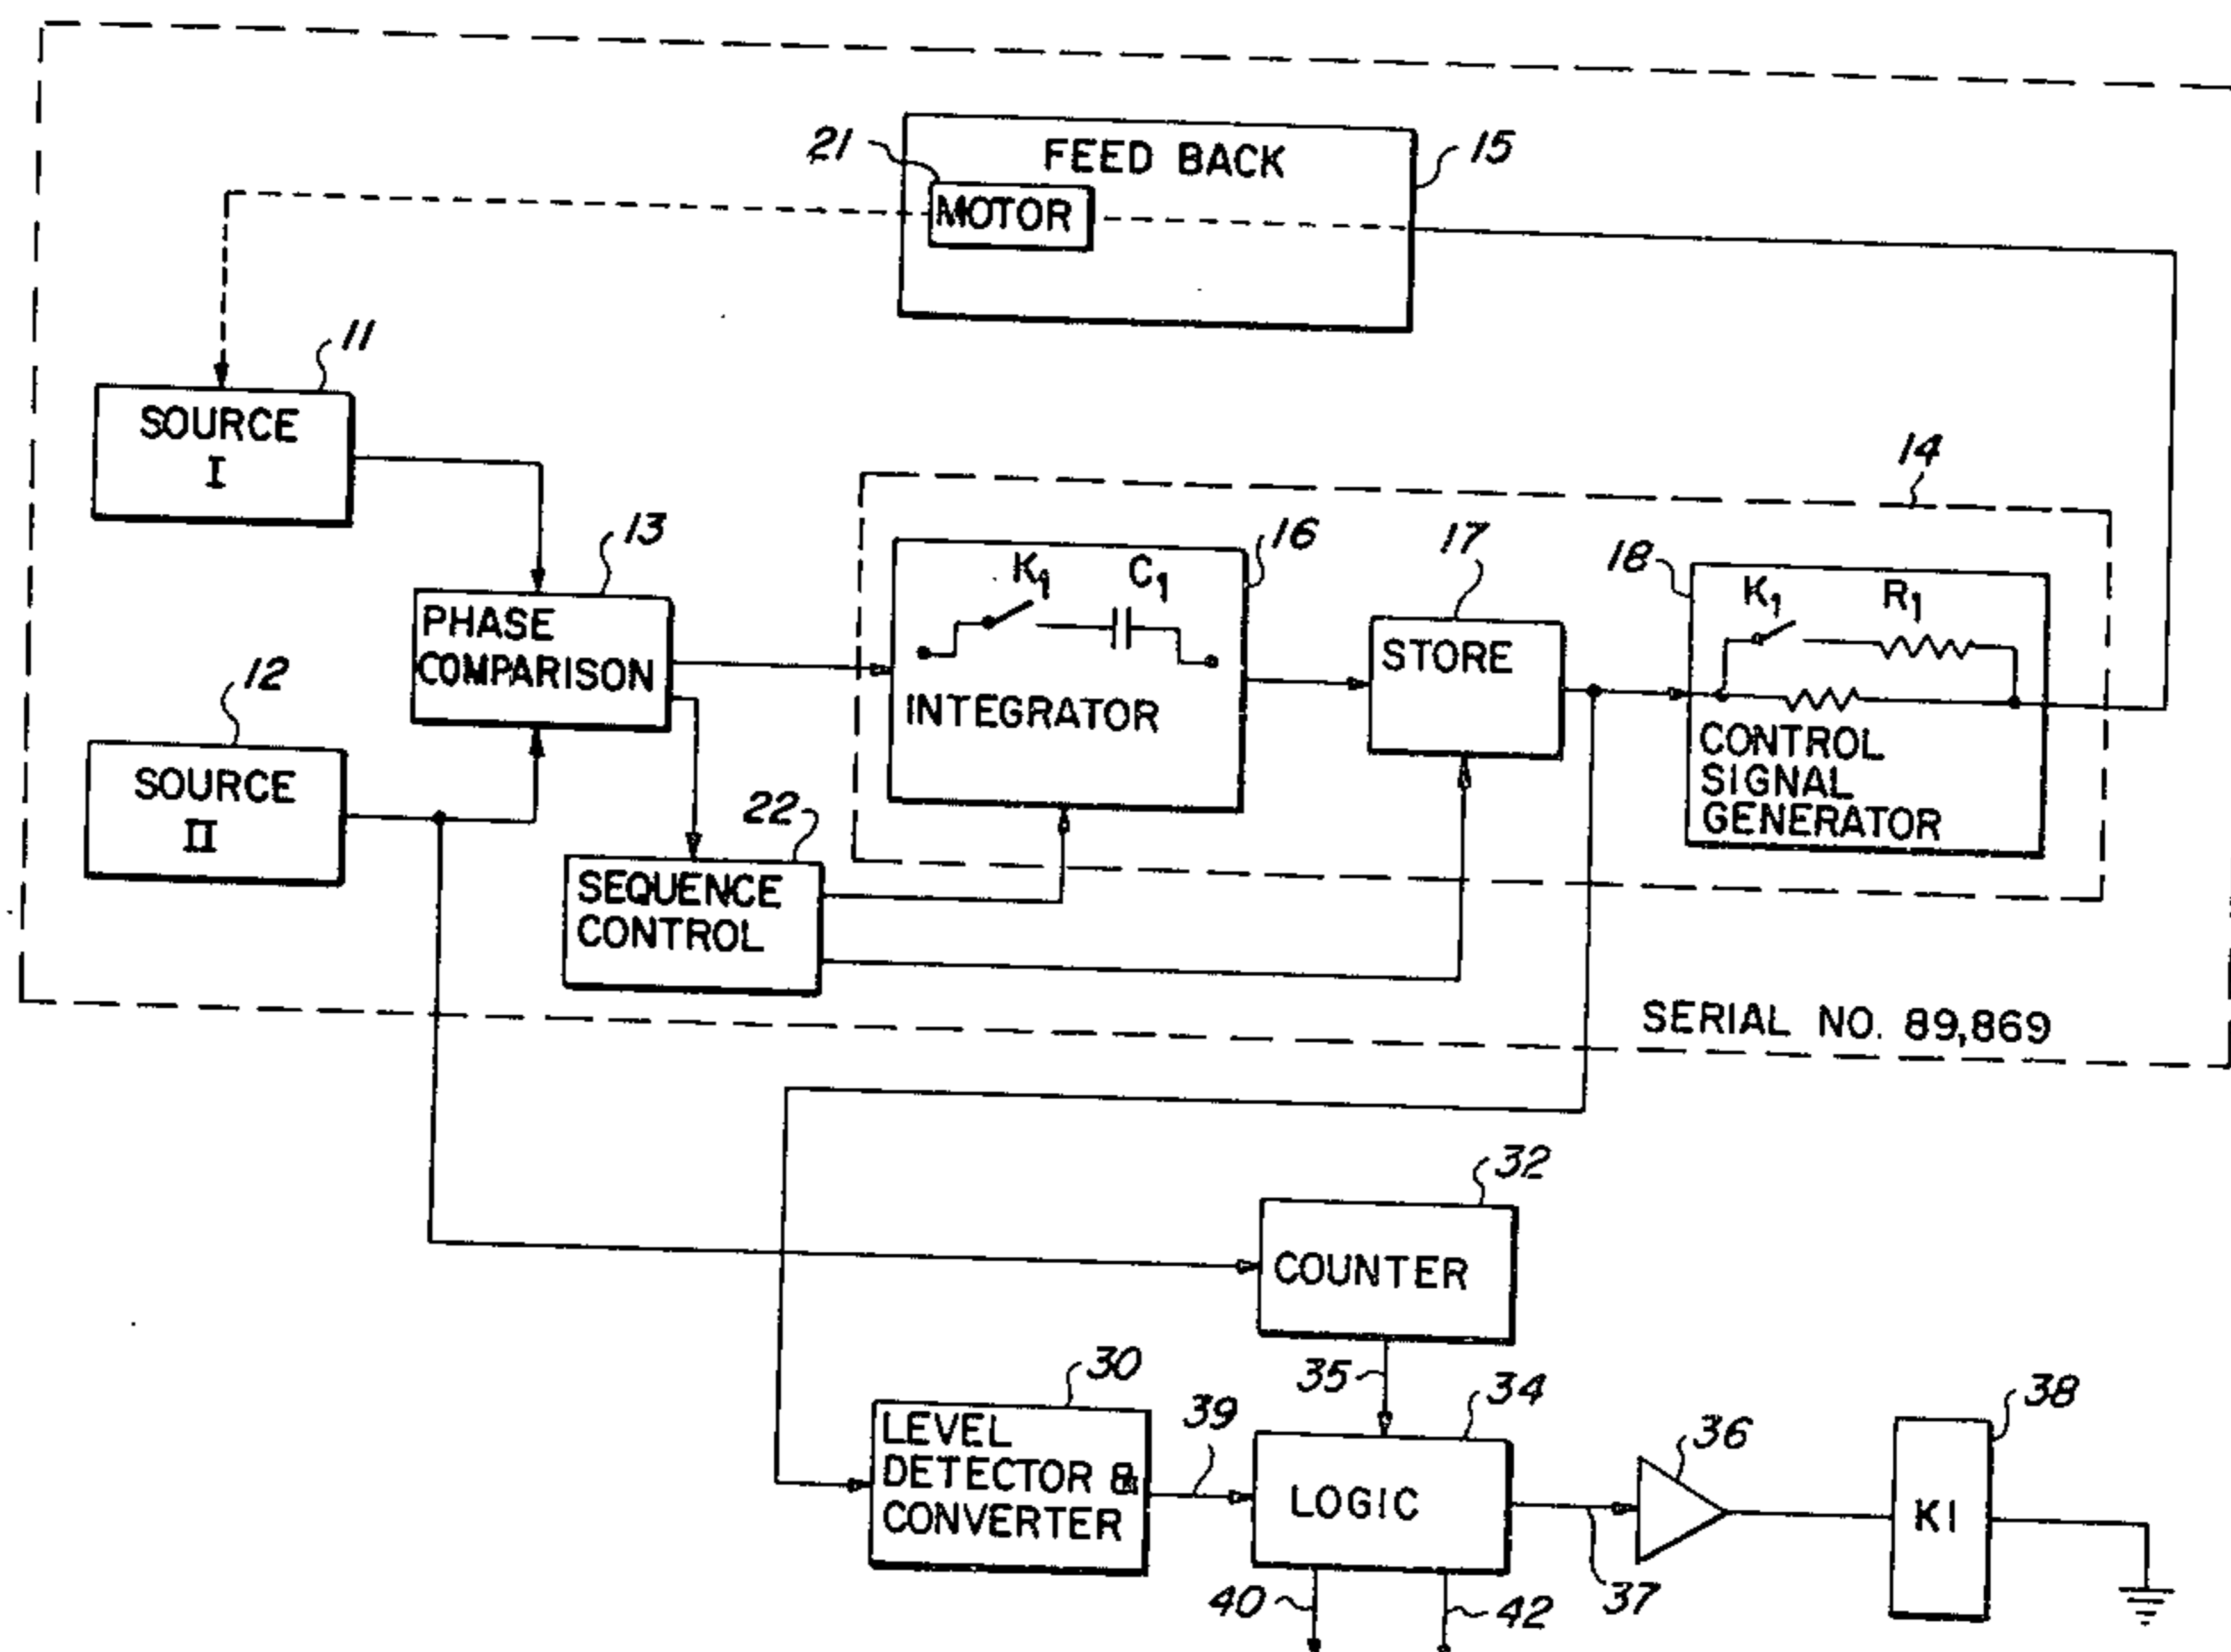 21
FEED BACK
15
MOTOR
11
SOURCE
I
14
13
16
17
18
K1
C1
K1
R1
PHASE
COMPARISON
STORE
12
INTEGRATOR
SOURCE
II
CONTROL
SIGNAL
GENERATOR
22
SEQUENCE
CONTROL
SERIAL NO. 89,869
32
COUNTER
30
35
34
38
39
36
LEVEL
DETECTOR &
CONVERTER
LOGIC
K1
40
42
37